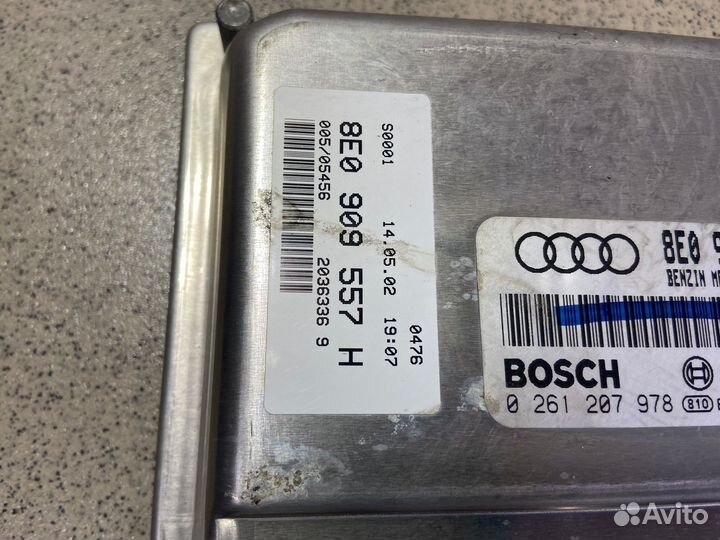 S0001 14.05.02 19:07 0476
8E0 909 557 H
005/05456 2036336 9
8E0
BENZIN
BOSCH
0 261 207 978 810
Avito